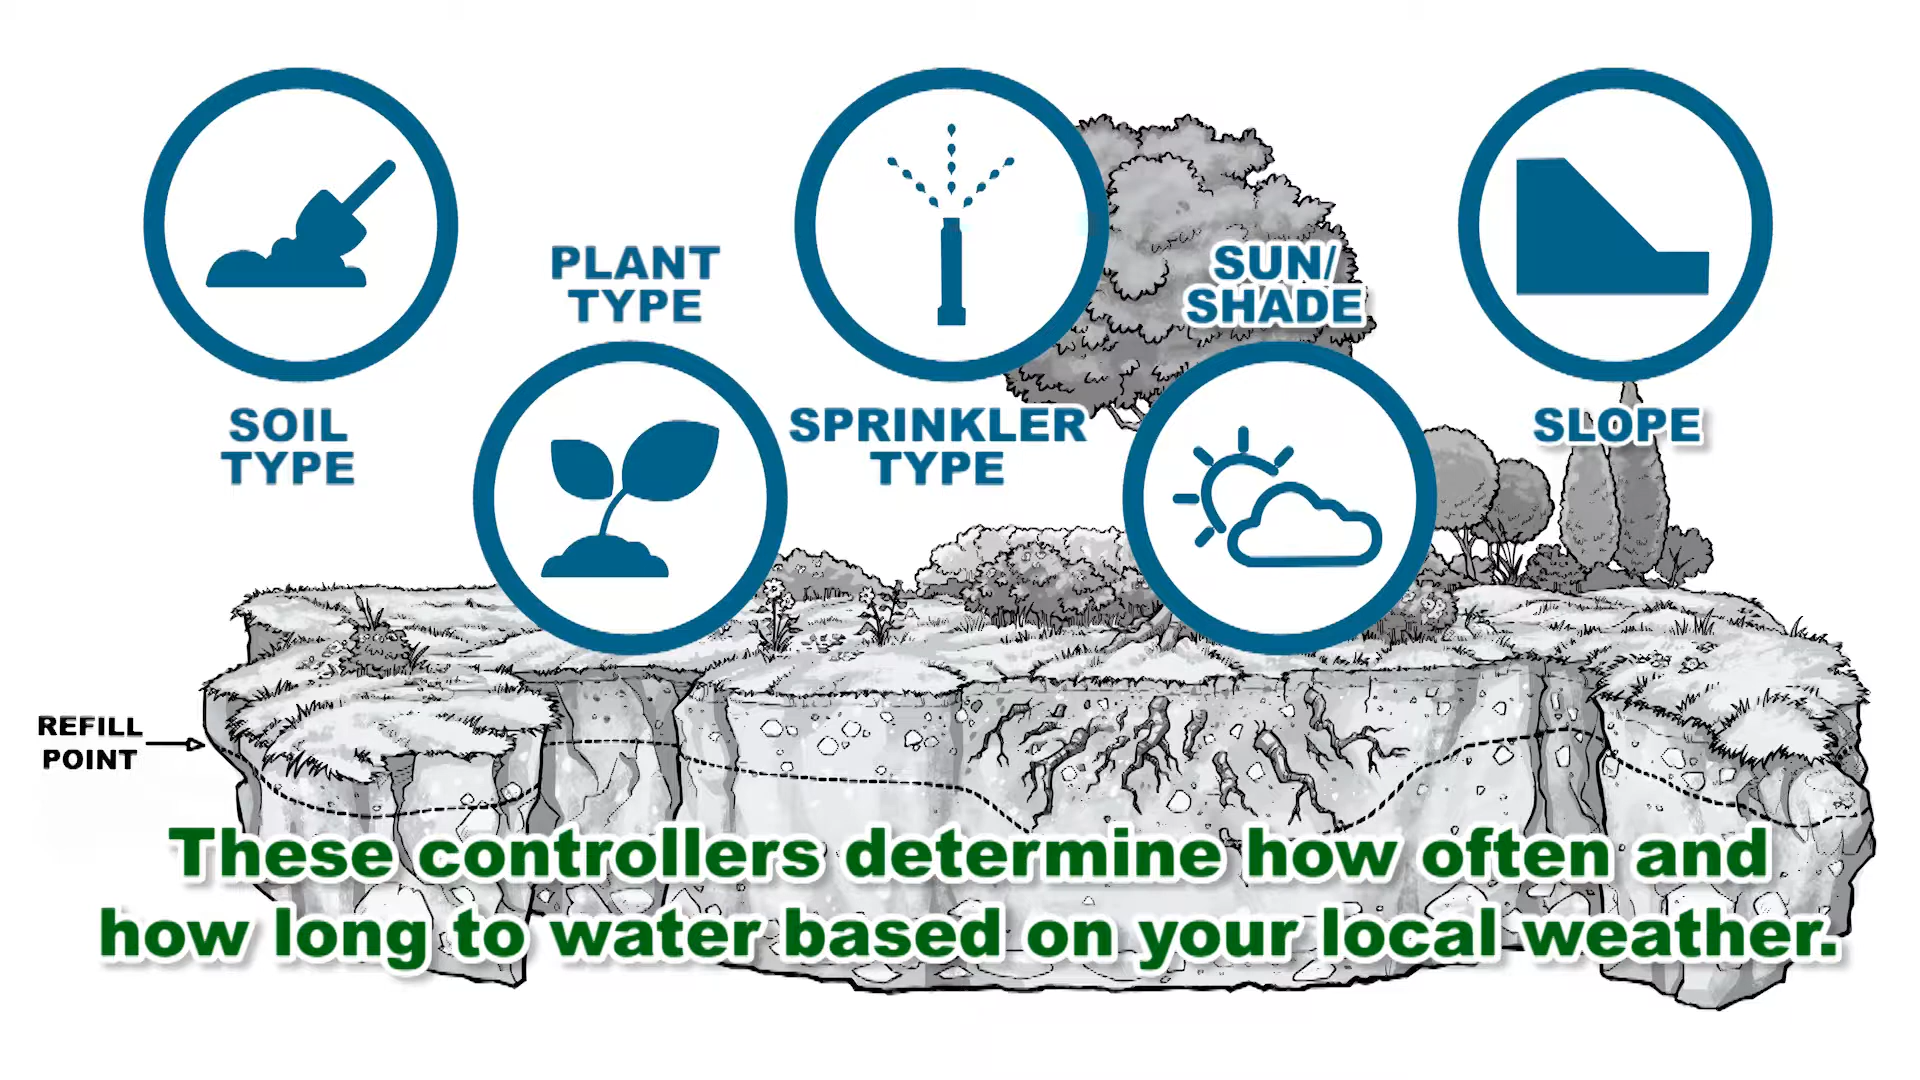 PLANT
TYPE
SUN/
SHADE
SOIL
TYPE
SPRINKLER
TYPE
SLOPE
REFILL
POINT
These controllers determine how often and
how long to water based on your local weather.